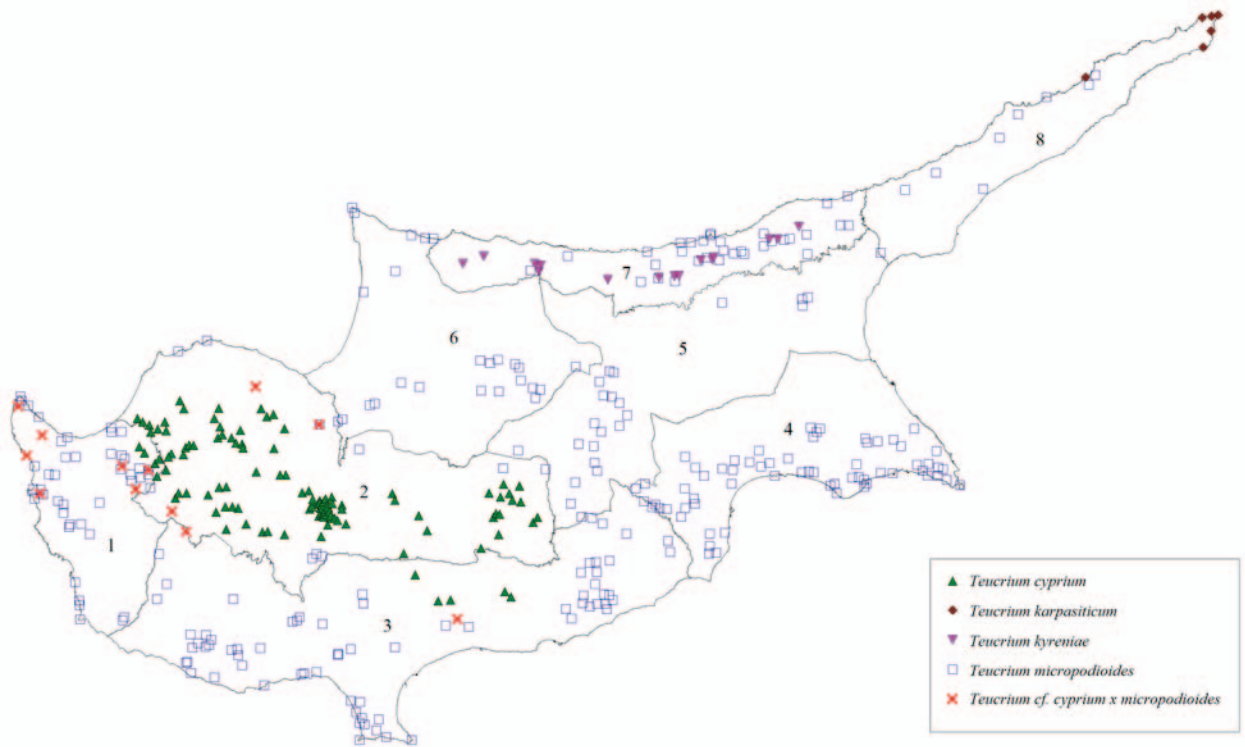 8
7
6
5
4
2
1
3
Teucrium cyprium
Teucrium karpasiticum
Teucrium kyreniae
Teucrium micropodioides
Teucrium cf. cyprium x micropodioides